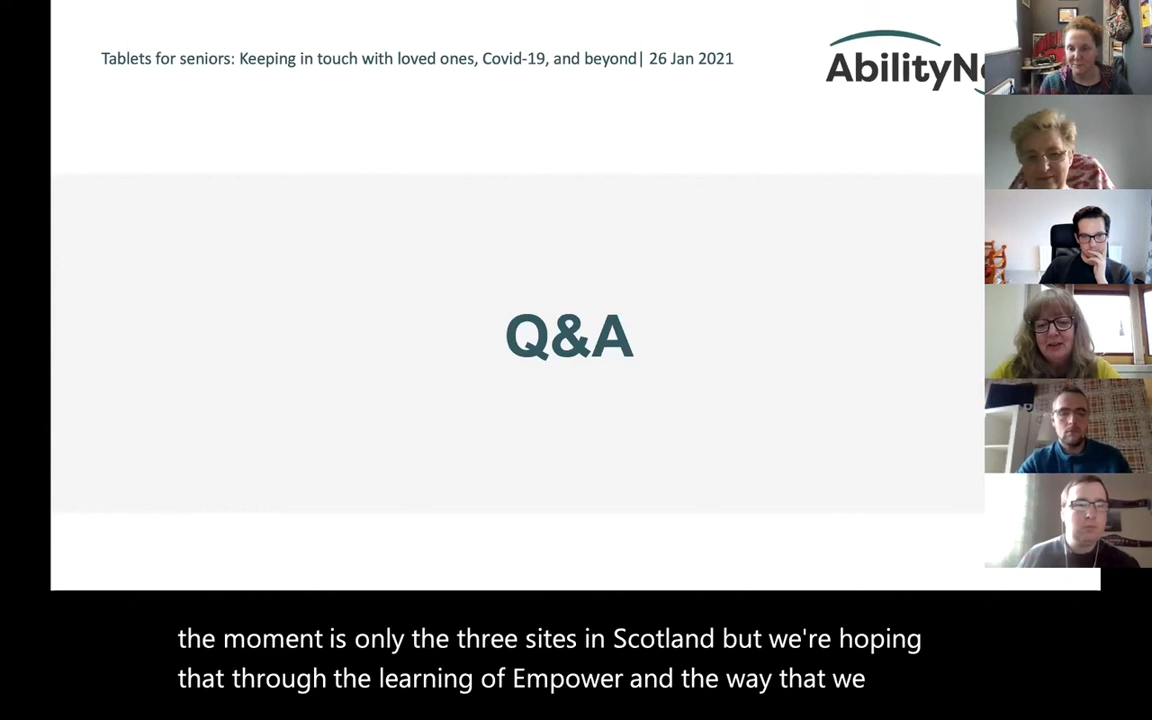 Tablets for seniors: Keeping in touch with loved ones, Covid-19, and beyond| 26 Jan 2021
AbilityN
Q&A
the moment is only the three sites in Scotland but we're hoping
that through the learning of Empower and the way that we